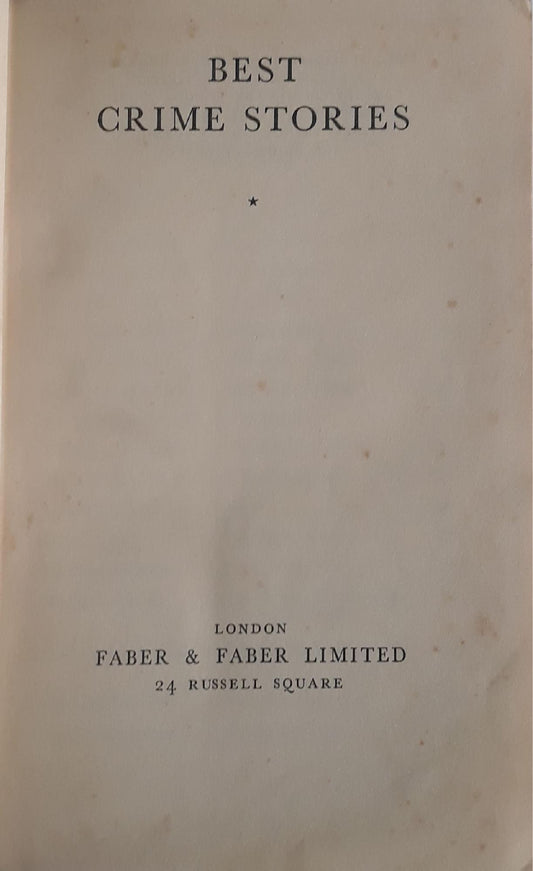 BEST
CRIME STORIES
★
LONDON
FABER & FABER LIMITED
24 RUSSELL SQUARE